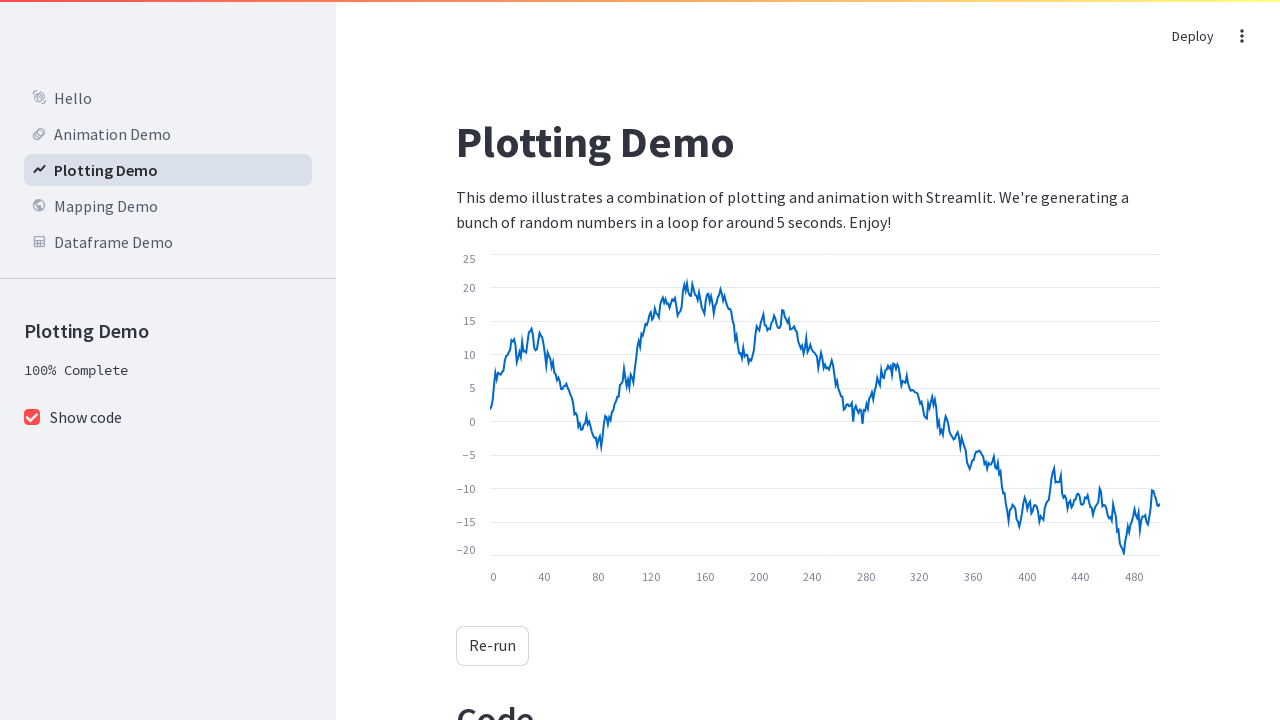 Deploy
Hello
Animation Demo
Plotting Demo
Mapping Demo
Dataframe Demo
Plotting Demo
100% Complete
Show code
Plotting Demo
This demo illustrates a combination of plotting and animation with Streamlit. We're generating a
bunch of random numbers in a loop for around 5 seconds. Enjoy!
25
20
15
10
5
0
−5
−10
−15
−20
0 40 80 120 160 200 240 280 320 360 400 440 480
Re-run
Code